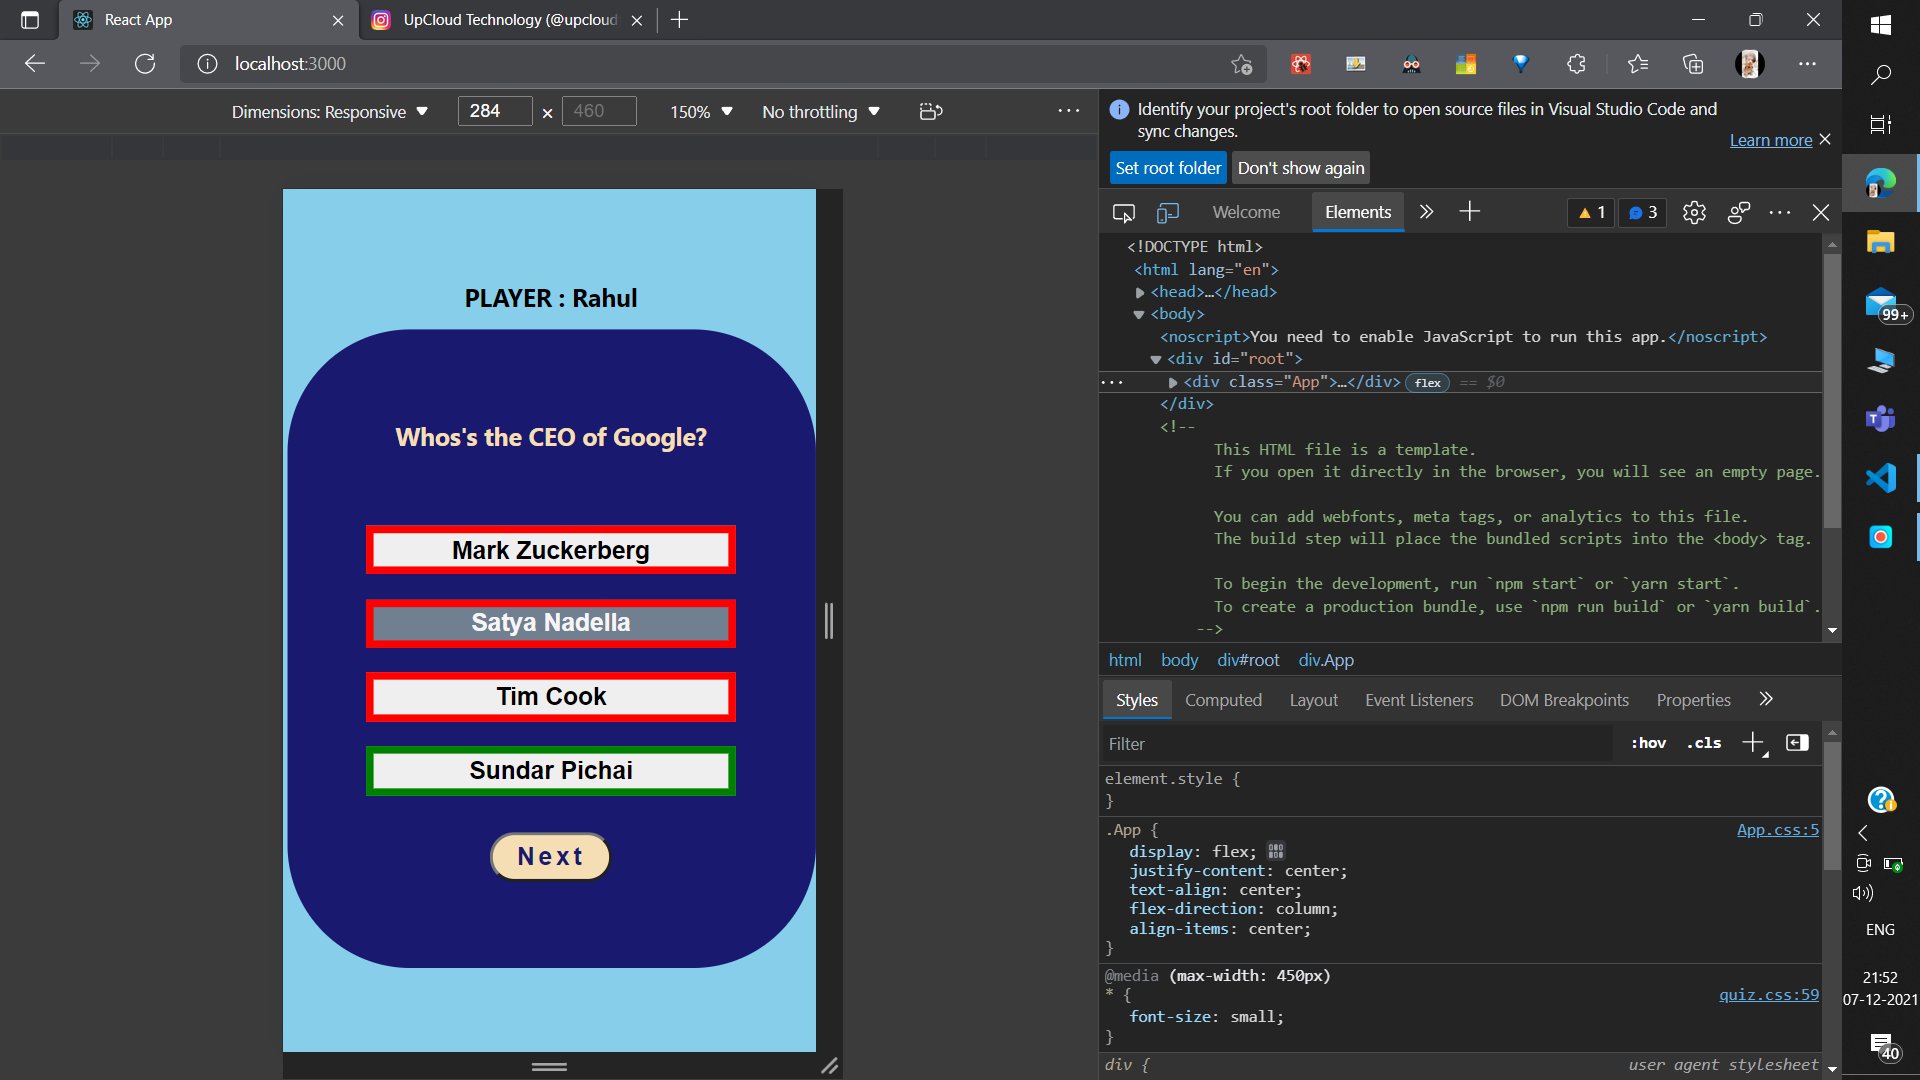 React App
UpCloud Technology (@upcloud
localhost:3000
Dimensions: Responsive 284 × 460 150% No throttling
Identify your project's root folder to open source files in Visual Studio Code and
sync changes.
Learn more
Set root folder Don't show again
Welcome Elements 1 3
<!DOCTYPE html>
<html lang="en">
<head>…</head>
<body>
<noscript>You need to enable JavaScript to run this app.</noscript>
<div id="root">
<div class="App">…</div> flex == $0
</div>
<!--
This HTML file is a template.
If you open it directly in the browser, you will see an empty page.
You can add webfonts, meta tags, or analytics to this file.
The build step will place the bundled scripts into the <body> tag.
To begin the development, run `npm start` or `yarn start`.
To create a production bundle, use `npm run build` or `yarn build`.
-->
html body div#root div.App
Styles Computed Layout Event Listeners DOM Breakpoints Properties
Filter :hov .cls
element.style {
}
.App { App.css:5
display: flex;
justify-content: center;
text-align: center;
flex-direction: column;
align-items: center;
}
@media (max-width: 450px)
* { quiz.css:59
font-size: small;
}
div { user agent stylesheet
PLAYER : Rahul
Whos's the CEO of Google?
Mark Zuckerberg
Satya Nadella
Tim Cook
Sundar Pichai
Next
99+
T
ENG
21:52
07-12-2021
40